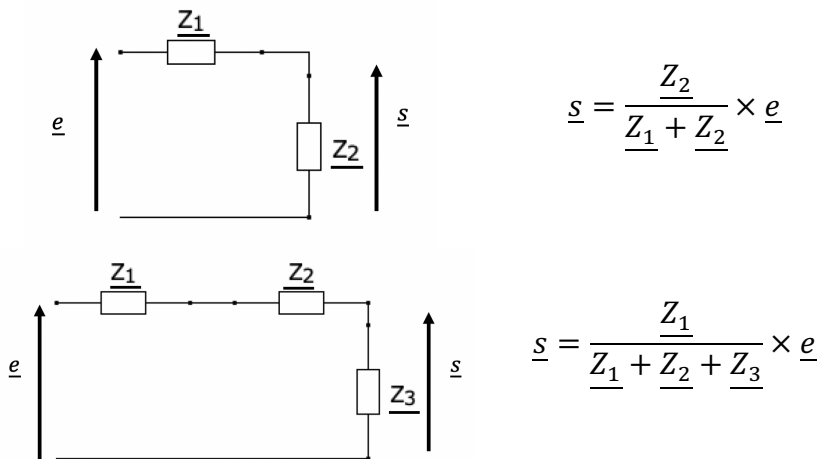 Z1
e
Z2
s
s = Z2 / (Z1 + Z2) × e
Z1
Z2
e
Z3
s
s = Z1 / (Z1 + Z2 + Z3) × e